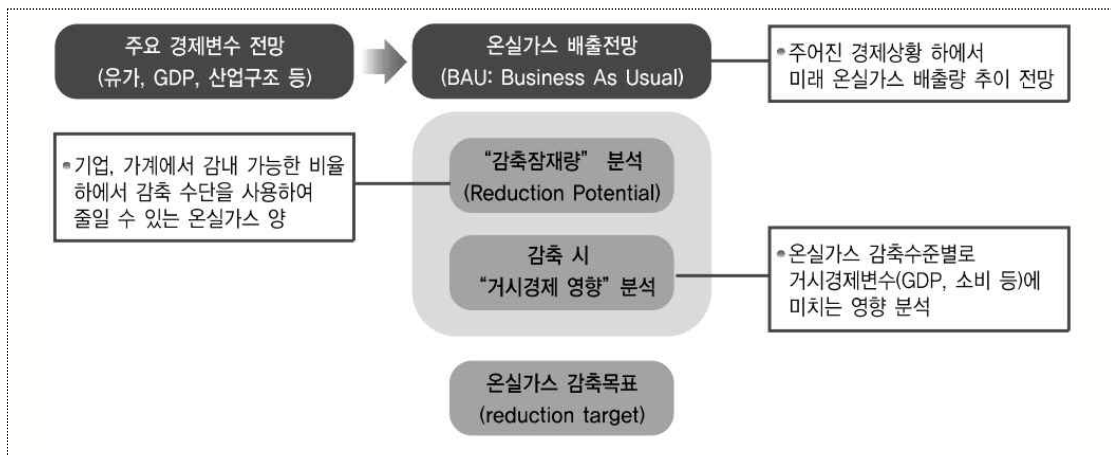 주요 경제변수 전망
(유가, GDP, 산업구조 등)
온실가스 배출전망
(BAU: Business As Usual)
•주어진 경제상황 하에서
미래 온실가스 배출량 추이 전망
•기업, 가계에서 감내 가능한 비율
하에서 감축 수단을 사용하여
줄일 수 있는 온실가스 양
“감축잠재량” 분석
(Reduction Potential)
감축 시
“거시경제 영향” 분석
•온실가스 감축수준별로
거시경제변수(GDP, 소비 등)에
미치는 영향 분석
온실가스 감축목표
(reduction target)